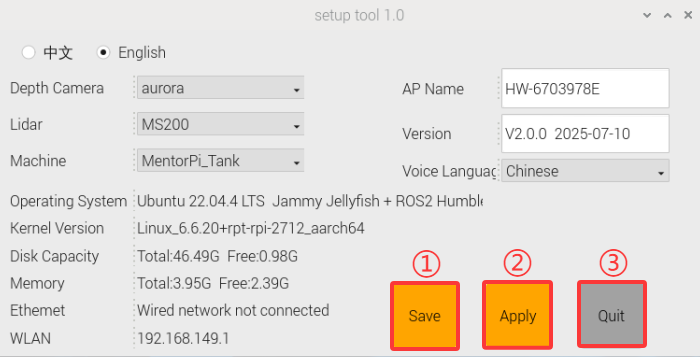 setup tool 1.0
中文 English
Depth Camera aurora
AP Name HW-6703978E
Lidar MS200
Version V2.0.0 2025-07-10
Machine MentorPi_Tank
Voice Languag Chinese
Operating System Ubuntu 22.04.4 LTS Jammy Jellyfish + ROS2 Humble
Kernel Version Linux_6.6.20+rpt-rpi-2712_aarch64
Disk Capacity Total:46.49G Free:0.98G
Memory Total:3.95G Free:2.39G
Ethernet Wired network not connected
WLAN 192.168.149.1
① ② ③
Save Apply Quit